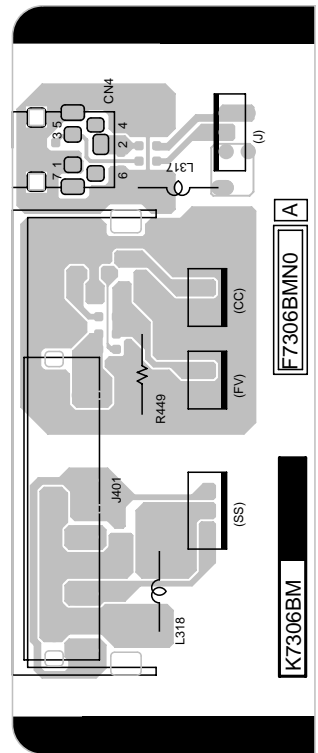 CN4
5
3
1
7
4
2
6
L317
(J)
A
F7306BMN0
(CC)
(FV)
R449
J401
(SS)
L318
K7306BM